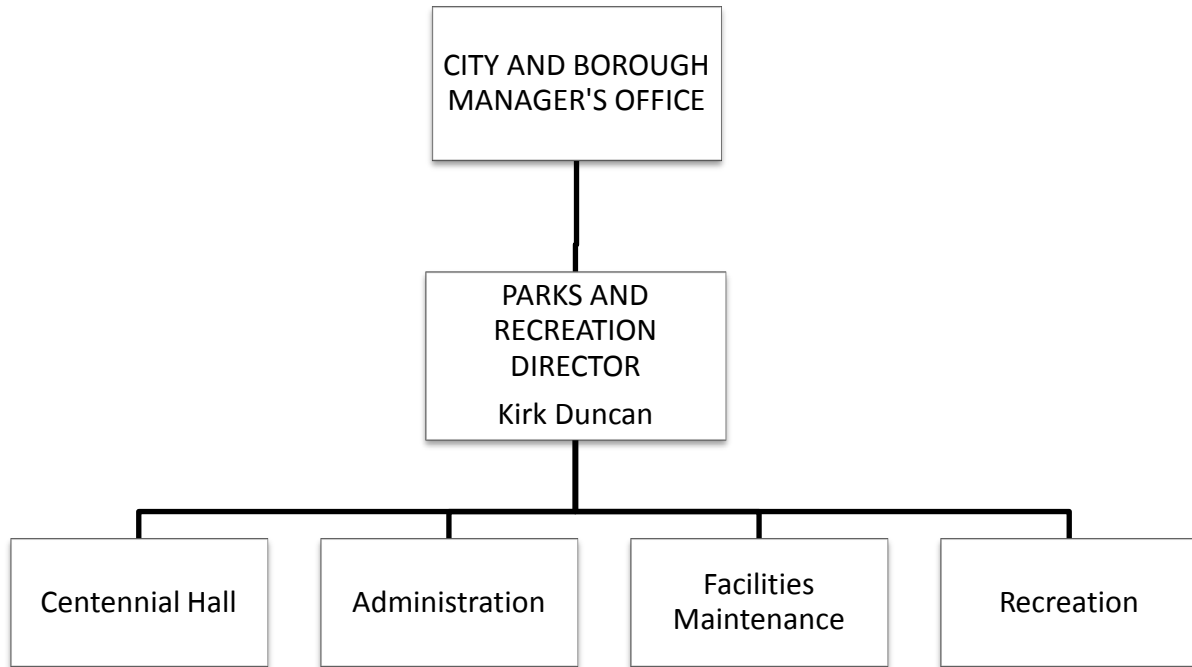 CITY AND BOROUGH
MANAGER'S OFFICE
PARKS AND
RECREATION
DIRECTOR
Kirk Duncan
Centennial Hall
Administration
Facilities
Maintenance
Recreation